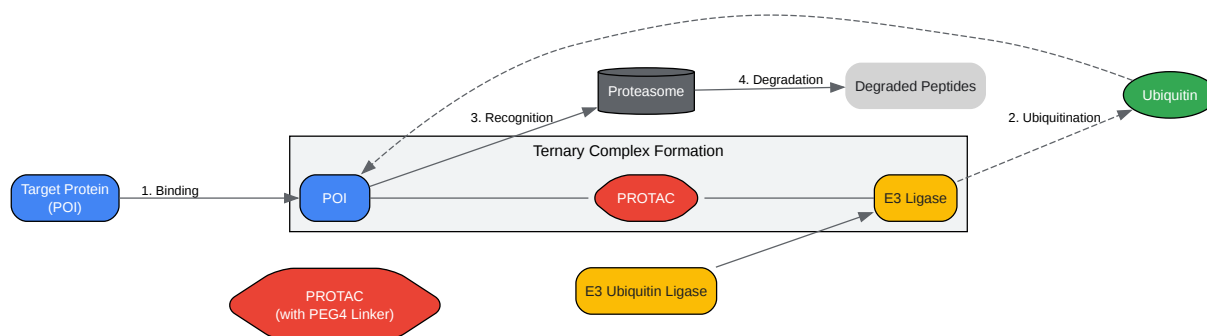 Proteasome
4. Degradation
Degraded Peptides
Ubiquitin
3. Recognition
2. Ubiquitination
Ternary Complex Formation
Target Protein
(POI)
1. Binding
POI
PROTAC
E3 Ligase
E3 Ubiquitin Ligase
PROTAC
(with PEG4 Linker)